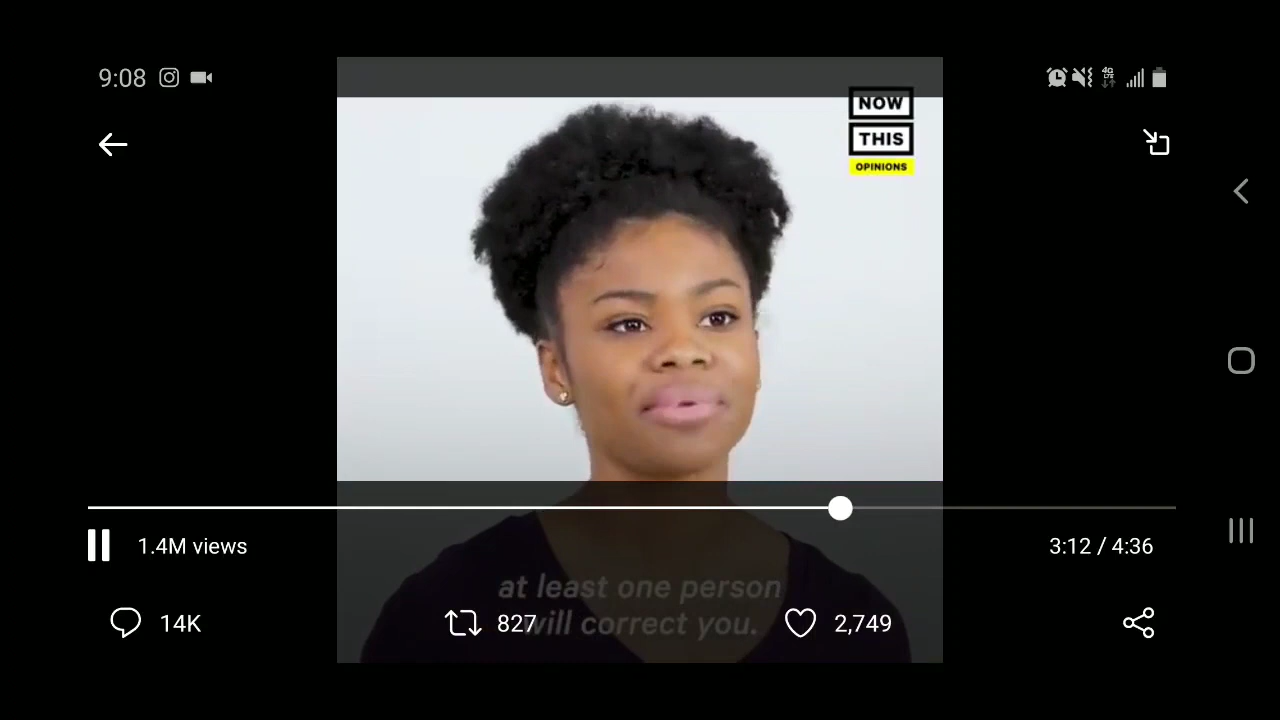 9:08
4G
NOW
THIS
OPINIONS
1.4M views
3:12 / 4:36
at least one person
will correct you.
14K
827
2,749